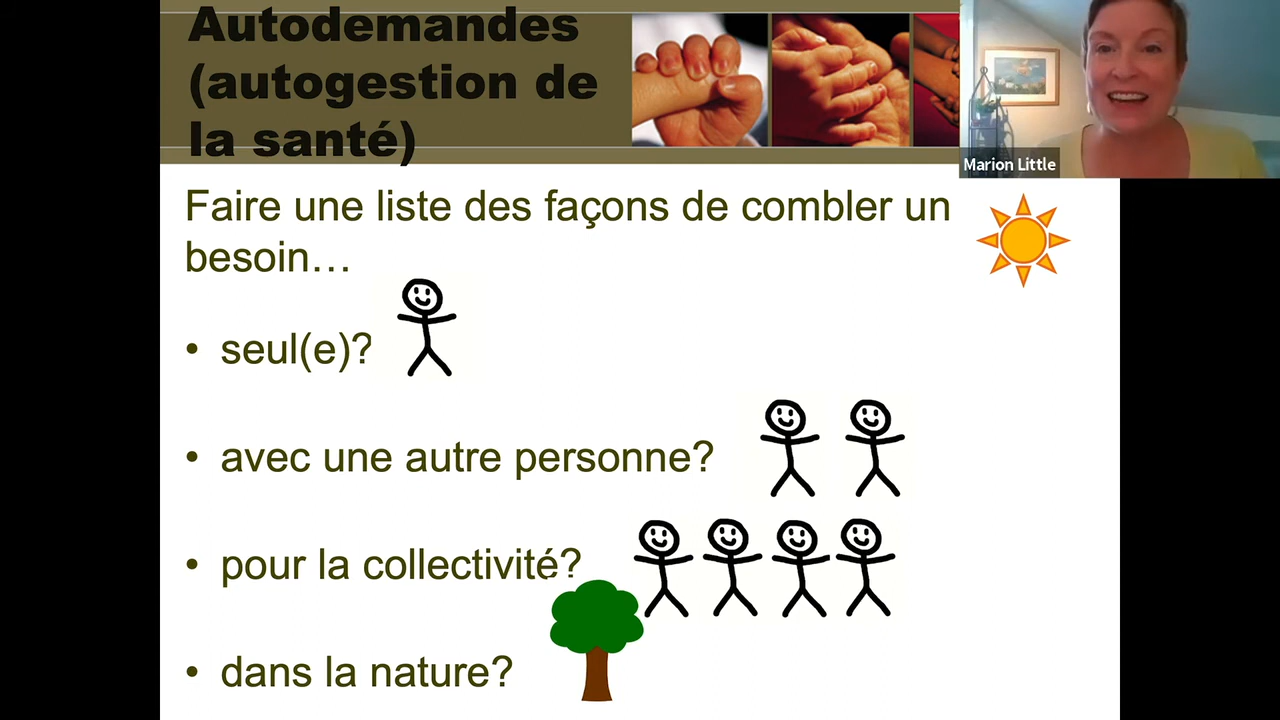 Autodemandes
(autogestion de
la santé)
Marion Little
Faire une liste des façons de combler un
besoin…
• seul(e)?
• avec une autre personne?
• pour la collectivité?
• dans la nature?